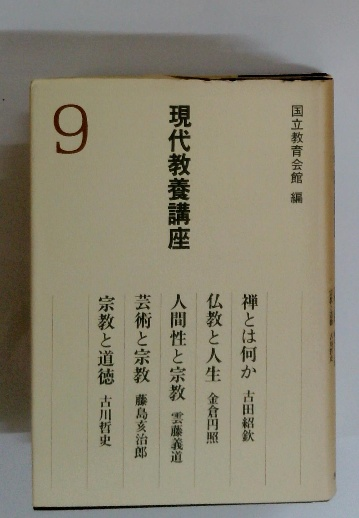 国立教育会館 編
現代教養講座
9
禅とは何か 古田紹欽
仏教と人生 金倉円照
人間性と宗教 雲藤義道
芸術と宗教 藤島亥治郎
宗教と道徳 古川哲史